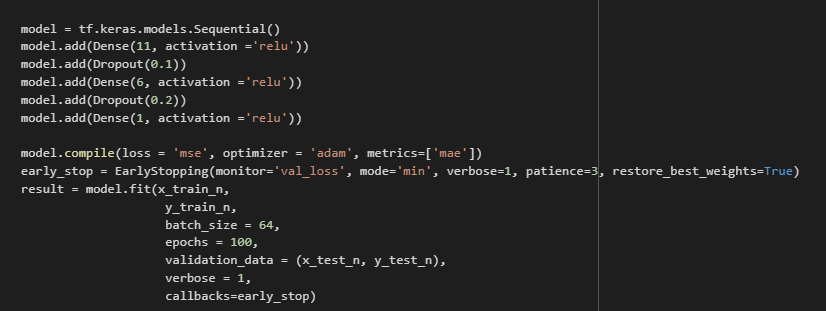 model = tf.keras.models.Sequential()
model.add(Dense(11, activation ='relu'))
model.add(Dropout(0.1))
model.add(Dense(6, activation ='relu'))
model.add(Dropout(0.2))
model.add(Dense(1, activation ='relu'))

model.compile(loss = 'mse', optimizer = 'adam', metrics=['mae'])
early_stop = EarlyStopping(monitor='val_loss', mode='min', verbose=1, patience=3, restore_best_weights=True)
result = model.fit(x_train_n,
                   y_train_n,
                   batch_size = 64,
                   epochs = 100,
                   validation_data = (x_test_n, y_test_n),
                   verbose = 1,
                   callbacks=early_stop)